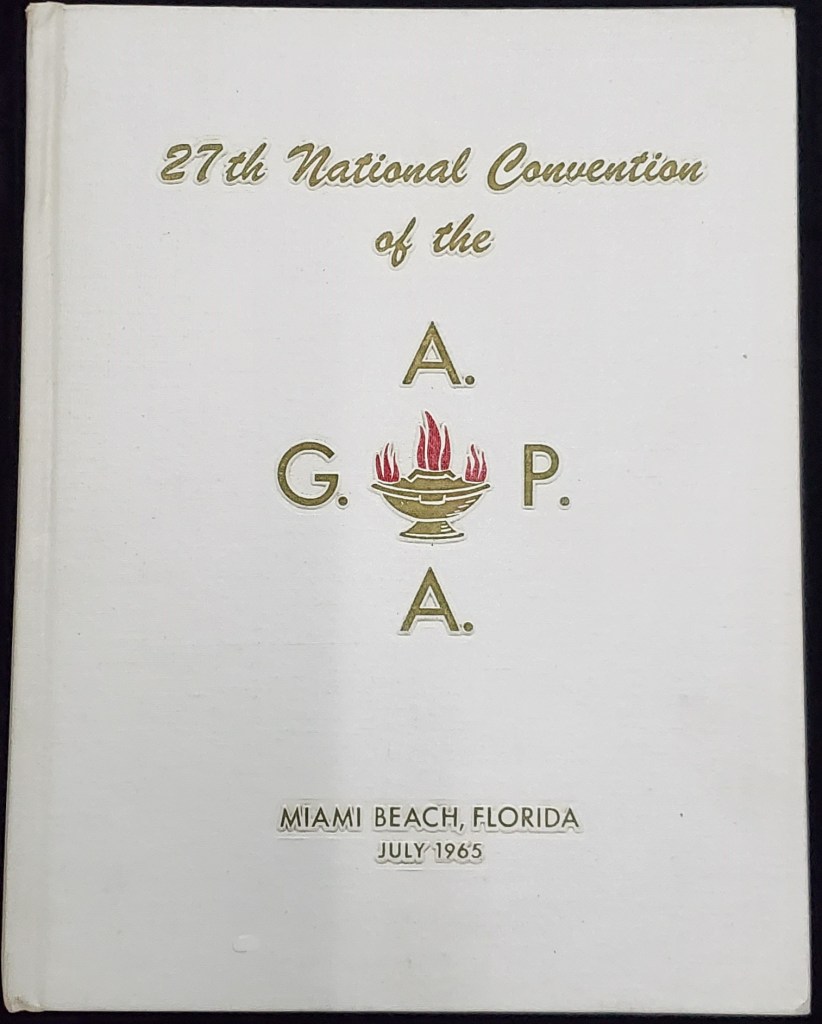 27th National Convention
of the
A.
G. P.
A.
MIAMI BEACH, FLORIDA
JULY 1965